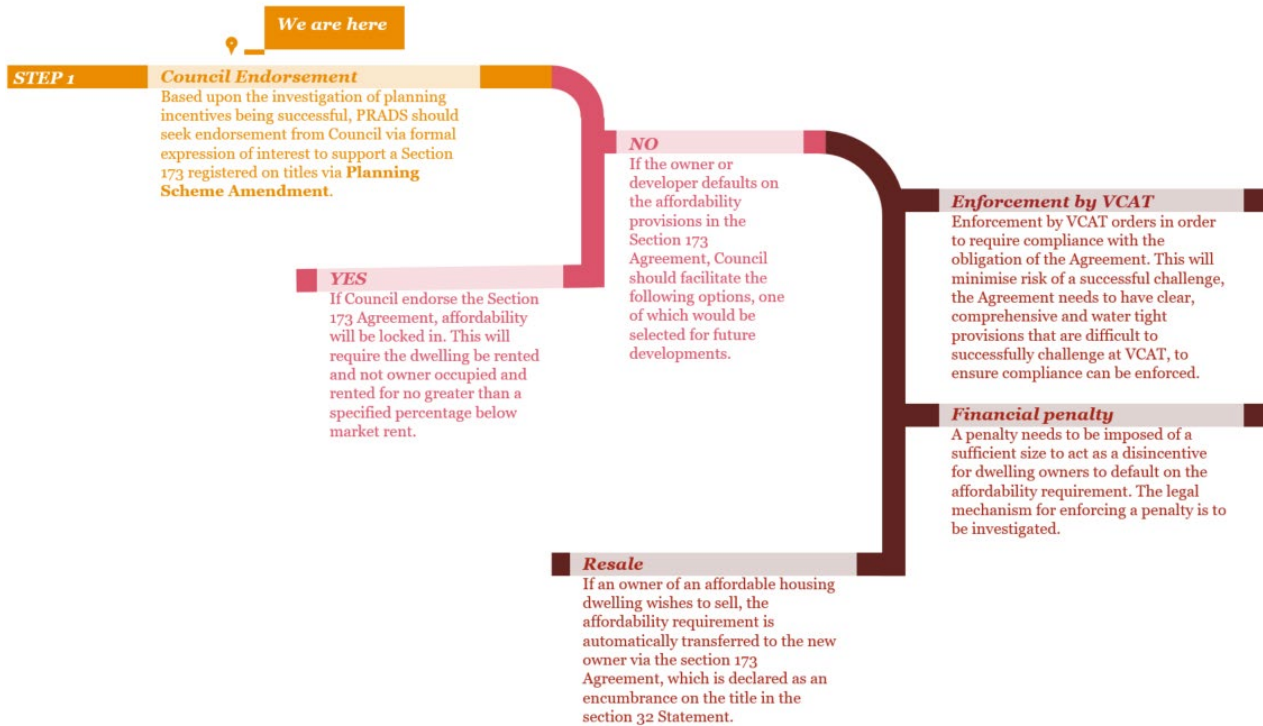 We are here
STEP 1
Council Endorsement
Based upon the investigation of planning
incentives being successful, PRADS should
seek endorsement from Council via formal
expression of interest to support a Section
173 registered on titles via Planning
Scheme Amendment.
NO
If the owner or
developer defaults on
the affordability
provisions in the
Section 173
Agreement, Council
should facilitate the
following options, one
of which would be
selected for future
developments.
YES
If Council endorse the Section
173 Agreement, affordability
will be locked in. This will
require the dwelling be rented
and not owner occupied and
rented for no greater than a
specified percentage below
market rent.
Enforcement by VCAT
Enforcement by VCAT orders in order
to require compliance with the
obligation of the Agreement. This will
minimise risk of a successful challenge,
the Agreement needs to have clear,
comprehensive and water tight
provisions that are difficult to
successfully challenge at VCAT, to
ensure compliance can be enforced.
Financial penalty
A penalty needs to be imposed of a
sufficient size to act as a disincentive
for dwelling owners to default on the
affordability requirement. The legal
mechanism for enforcing a penalty is to
be investigated.
Resale
If an owner of an affordable housing
dwelling wishes to sell, the
affordability requirement is
automatically transferred to the new
owner via the section 173
Agreement, which is declared as an
encumbrance on the title in the
section 32 Statement.